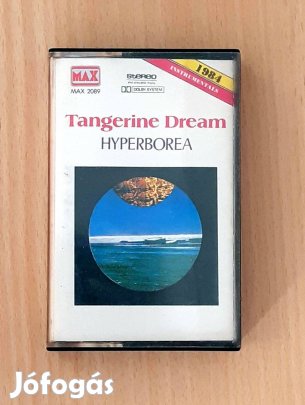 MAX
MAX 2089
STEREO
DOLBY SYSTEM
1984
INSTRUMENTALS
Tangerine Dream
HYPERBOREA
Jófogás